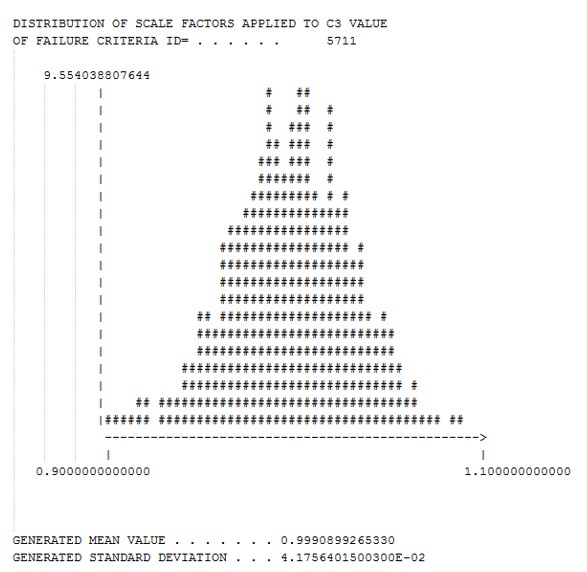 DISTRIBUTION OF SCALE FACTORS APPLIED TO C3 VALUE
OF FAILURE CRITERIA ID= . . . . . . 5711
9.554038807644
| # ##
| # ## #
| # ### #
| ## ### #
| ### ### #
| ####### #
| ######### # #
| ##############
| ################
| ################# #
| ###################
| ###################
| ###################
| ## #################### #
| ##########################
| ##########################
| #############################
| ############################# #
| ## ##################################
|###### ##################################### ##
-------------------------------------------------->
| |
0.9000000000000 1.100000000000
GENERATED MEAN VALUE . . . . . . . 0.9990899265330
GENERATED STANDARD DEVIATION . . . 4.1756401500300E-02